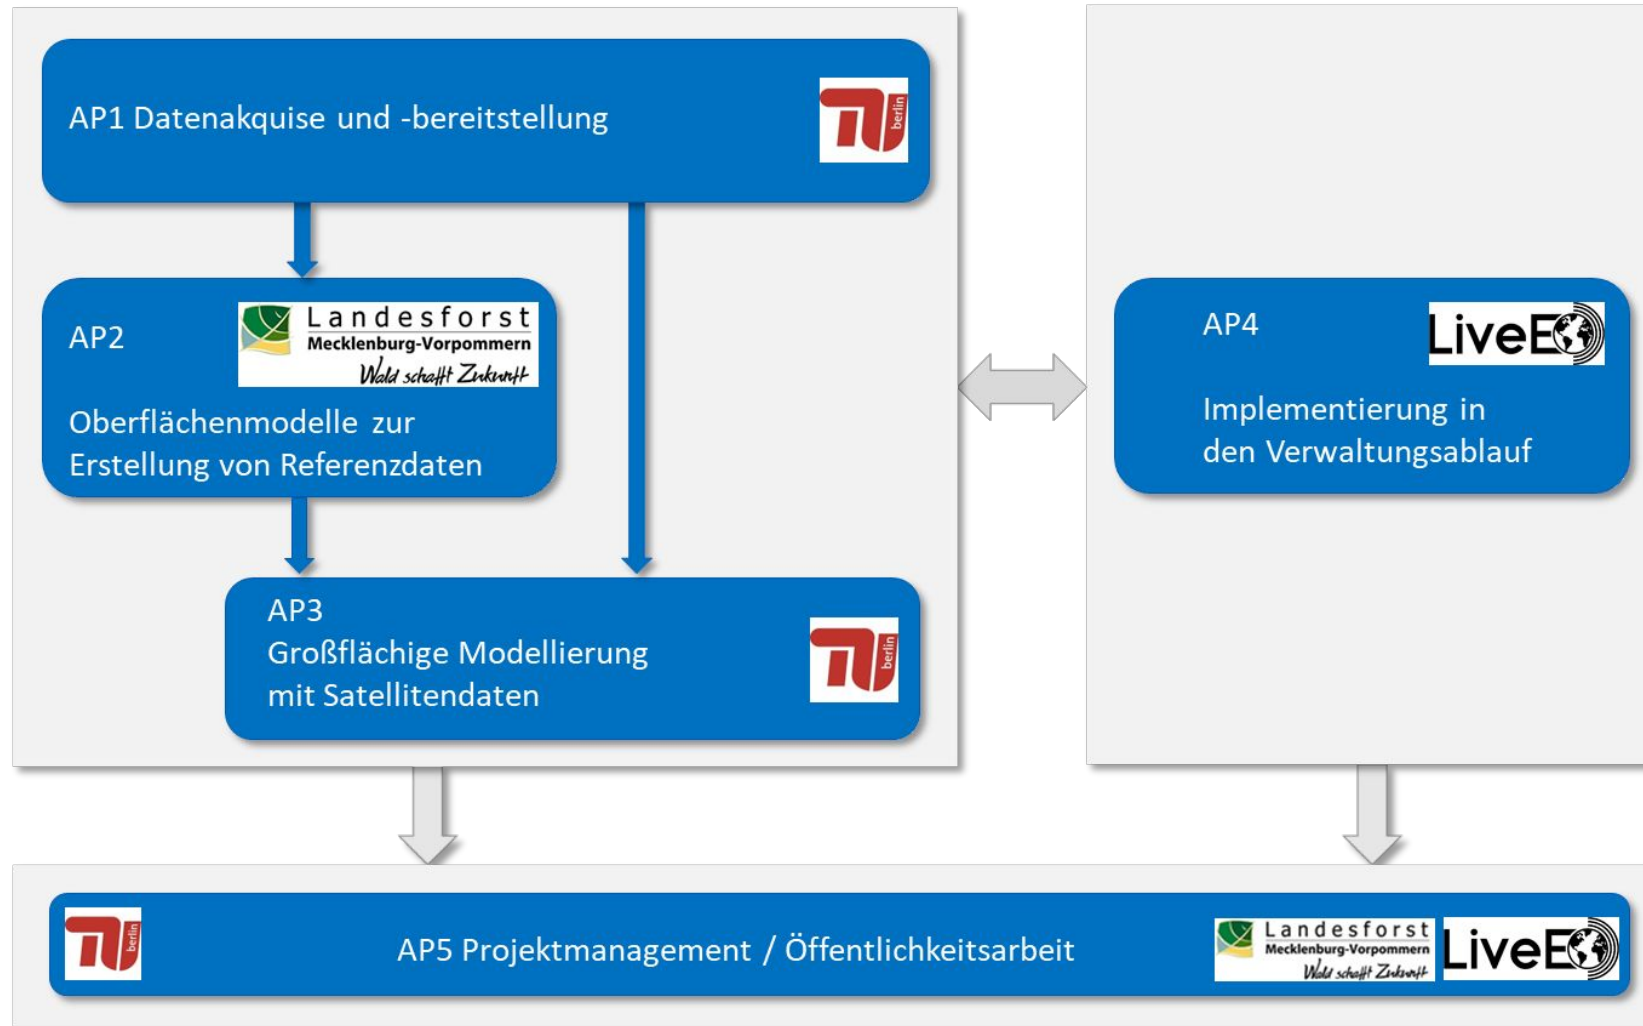 AP1 Datenakquise und -bereitstellung
berlin
AP2
Landesforst
Mecklenburg-Vorpommern
Wald schafft Zukunft
Oberflächenmodelle zur
Erstellung von Referenzdaten
AP3
Großflächige Modellierung
mit Satellitendaten
berlin
AP4
LiveEO
Implementierung in
den Verwaltungsablauf
berlin
AP5 Projektmanagement / Öffentlichkeitsarbeit
Landesforst
Mecklenburg-Vorpommern
Wald schafft Zukunft
LiveEO